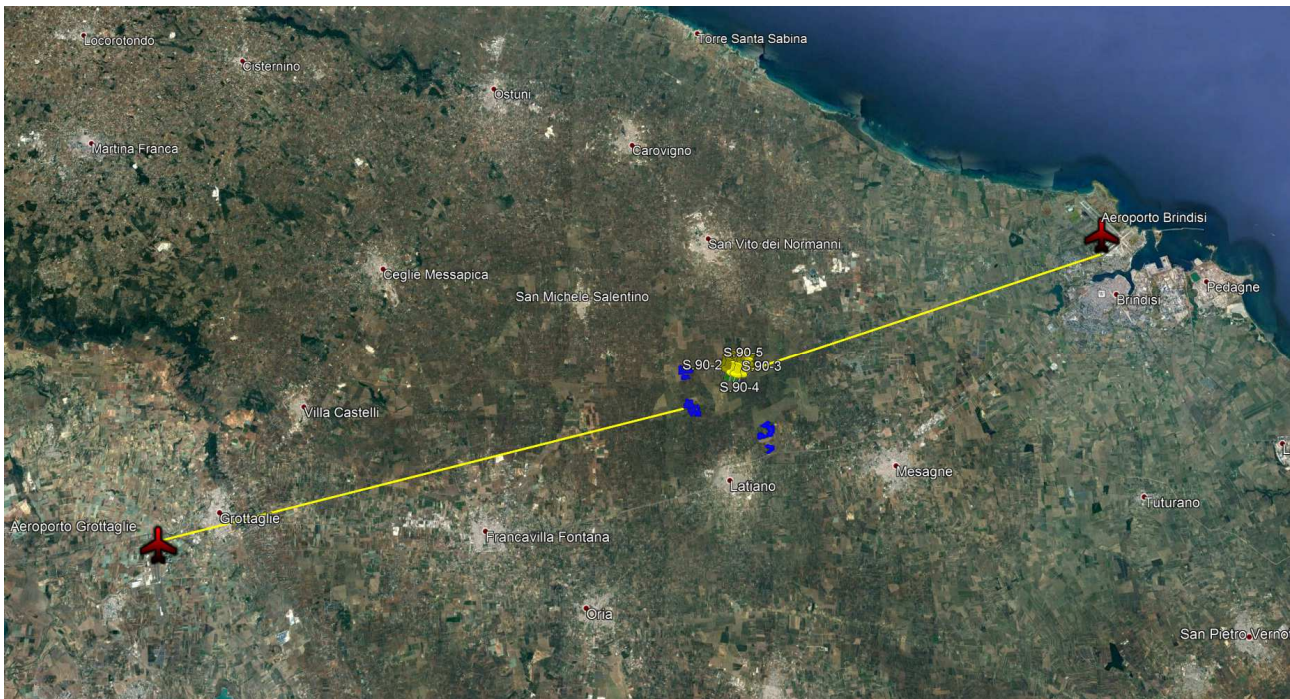 Locorotondo
Torre Santa Sabina
Cisternino
Ostuni
Martina Franca
Carovigno
Aeroporto Brindisi
San Vito dei Normanni
Ceglie Messapica
Pedagne
San Michele Salentino
Brindisi
S.90-5
S.90-2
S.90-3
S.90-4
Villa Castelli
L
Mesagne
Latiano
Tuturano
Grottaglie
Aeroporto Grottaglie
Francavilla Fontana
Oria
San Pietro Vernot